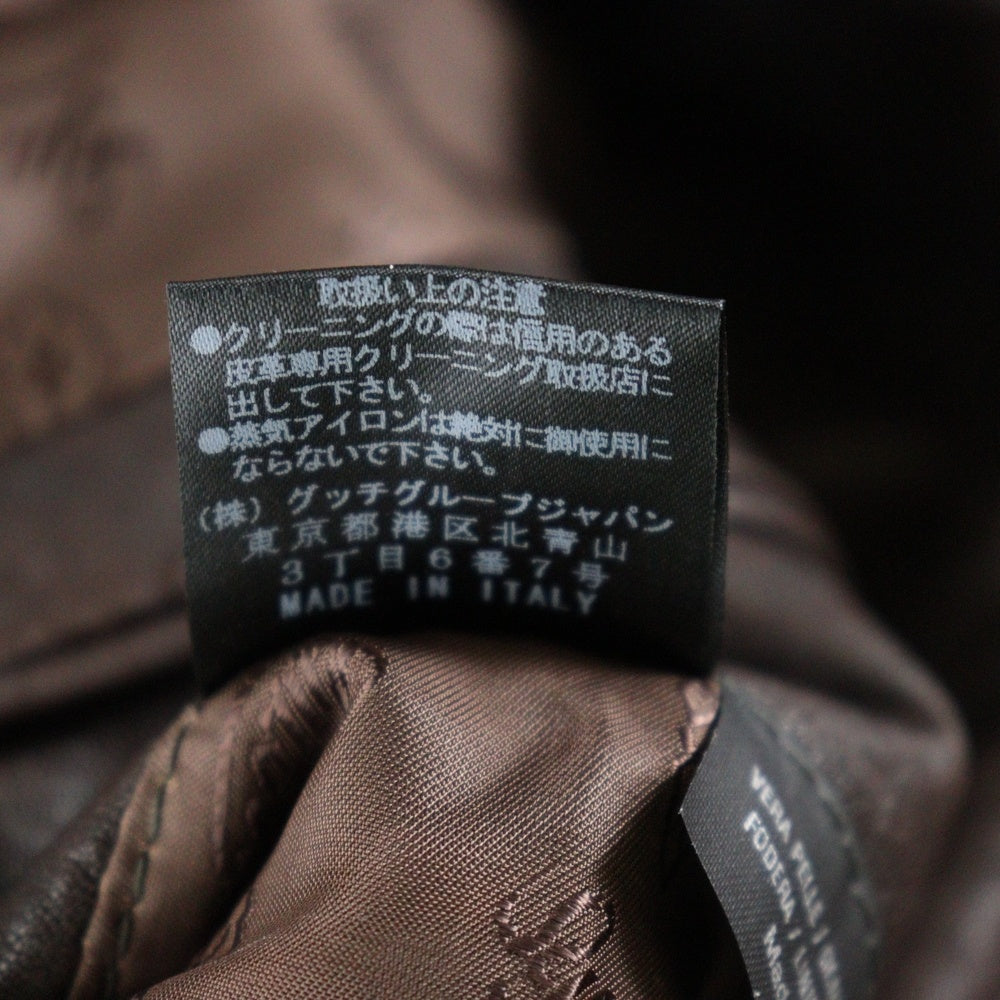 取扱い上の注意
●クリーニングの際は信用のある
皮革専用クリーニング取扱店に
出して下さい。
●蒸気アイロンは絶対に御使用に
ならないで下さい。
(株) グッチグループジャパン
東京都港区北青山
3丁目6番7号
MADE IN ITALY
VERA PELLE /
FODERA /